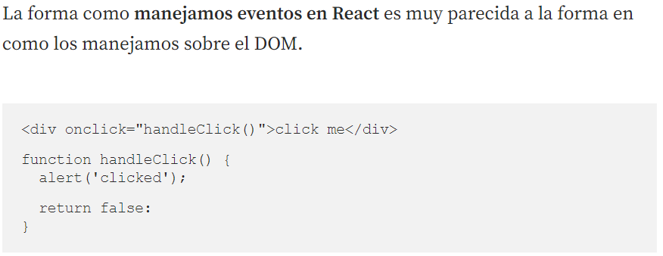 La forma como manejamos eventos en React es muy parecida a la forma en
como los manejamos sobre el DOM.
<div onclick="handleClick()">click me</div>
function handleClick() {
  alert('clicked');
  return false:
}